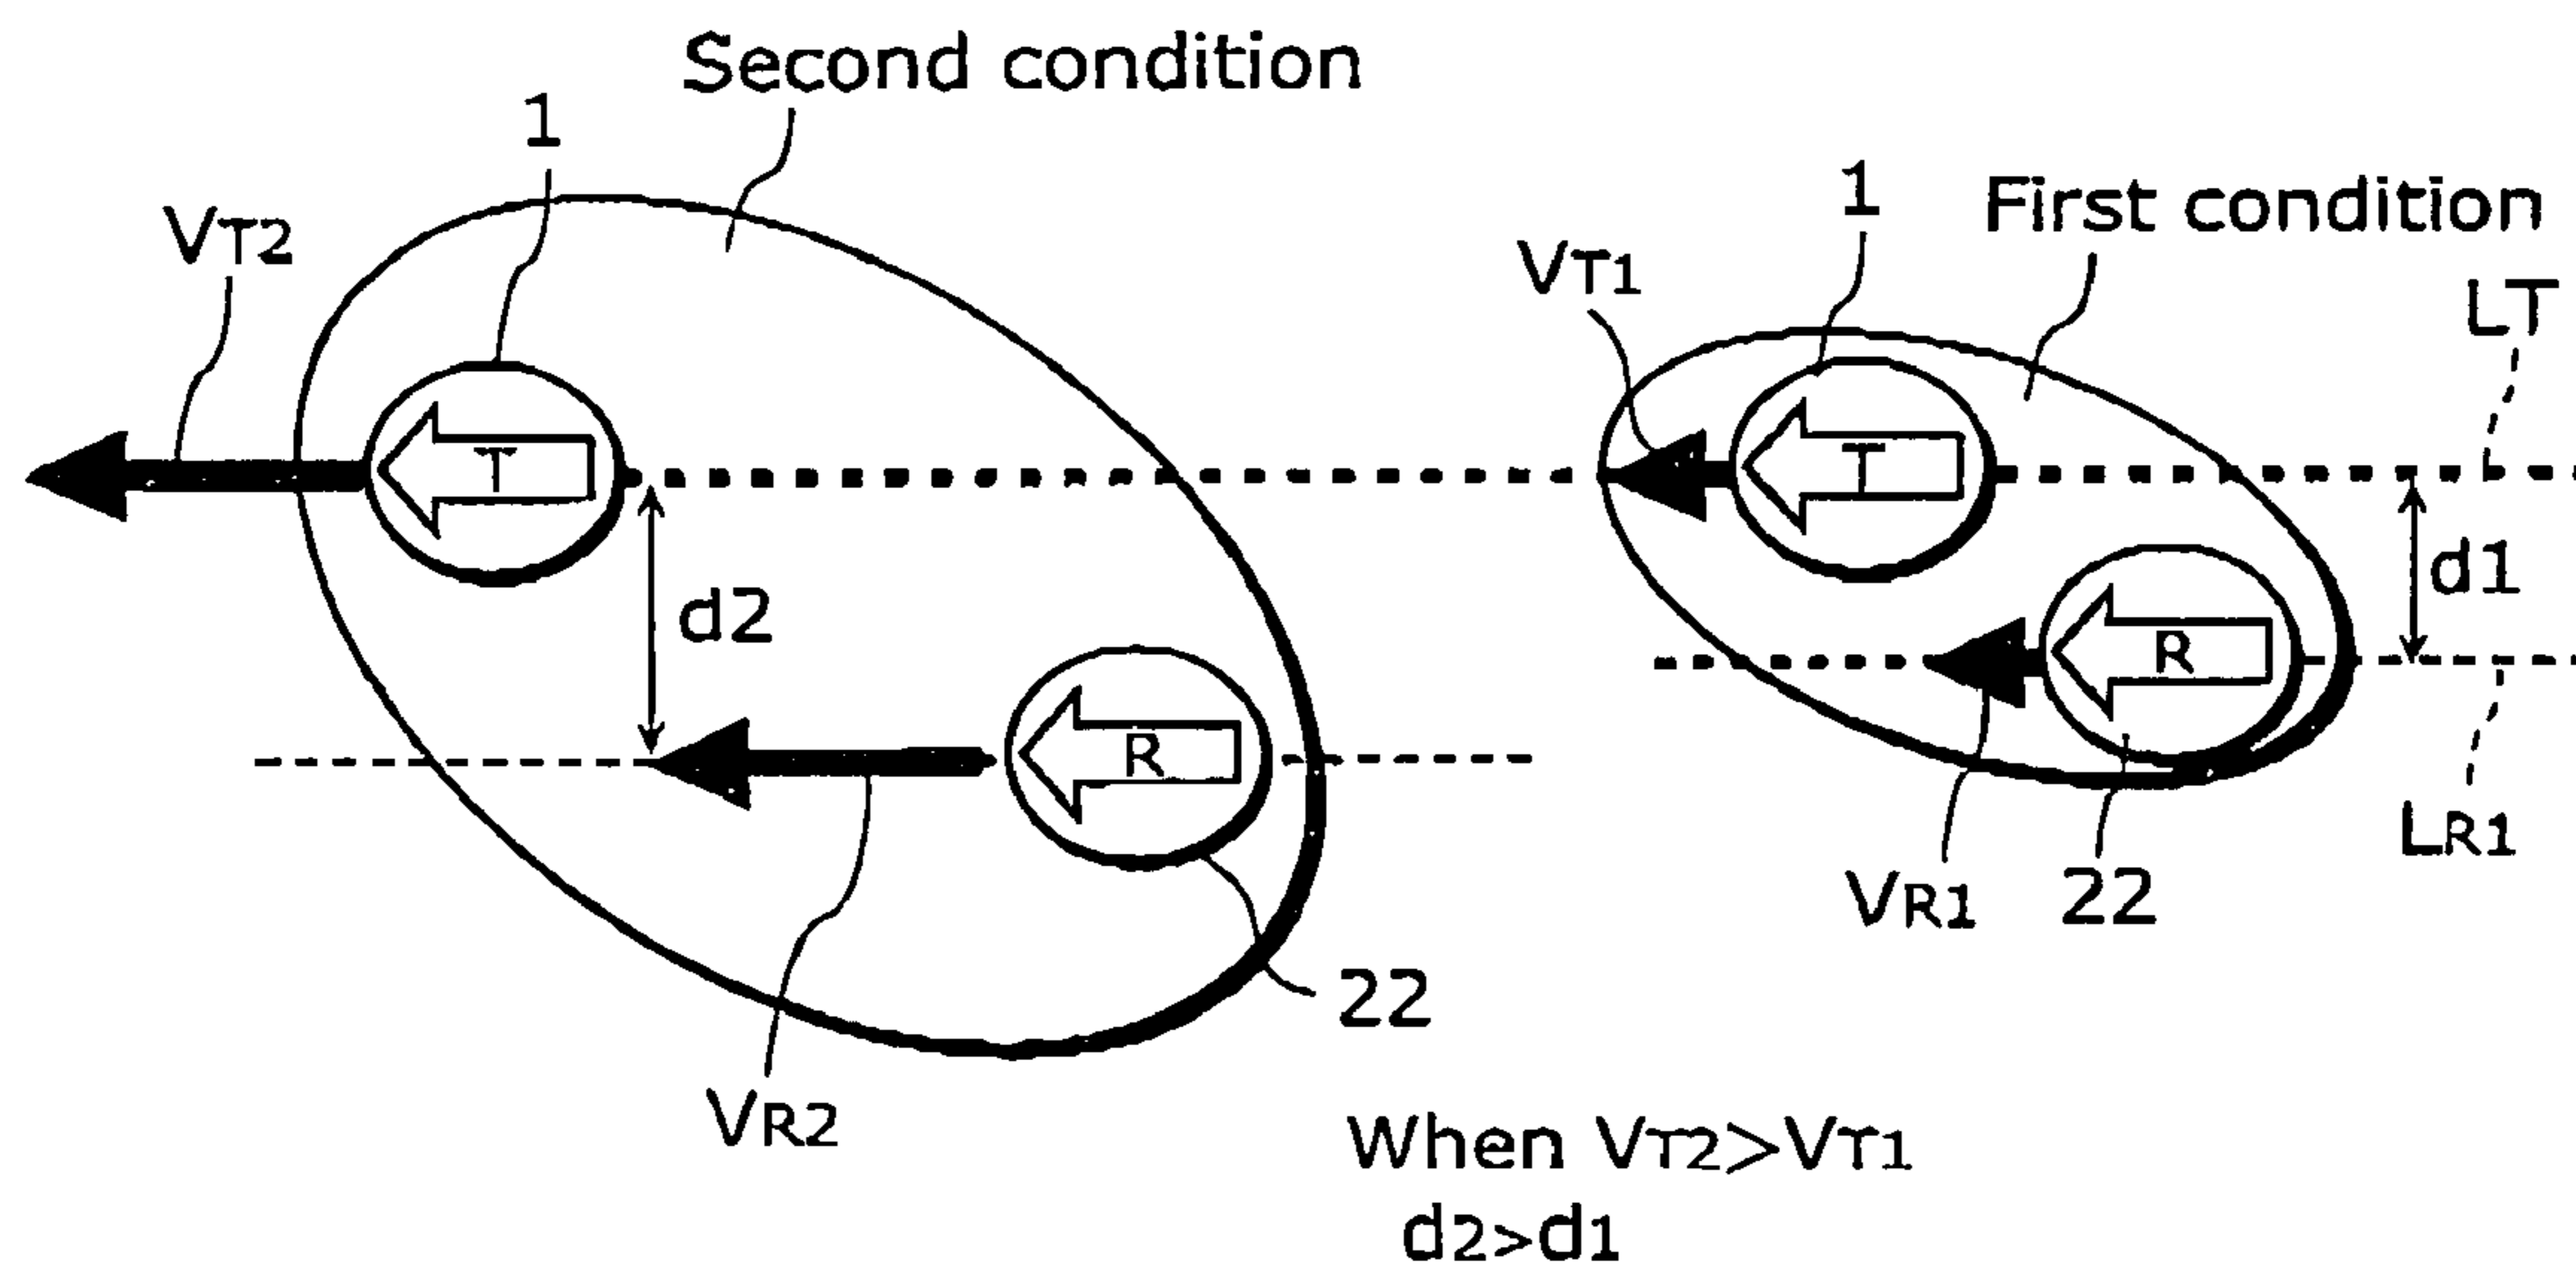 Second condition
1
VT2
T
d2
R
22
VR2
1
First condition
VT1
LT
T
d1
R
LR1
VR1
22
When VT2>VT1
d2>d1